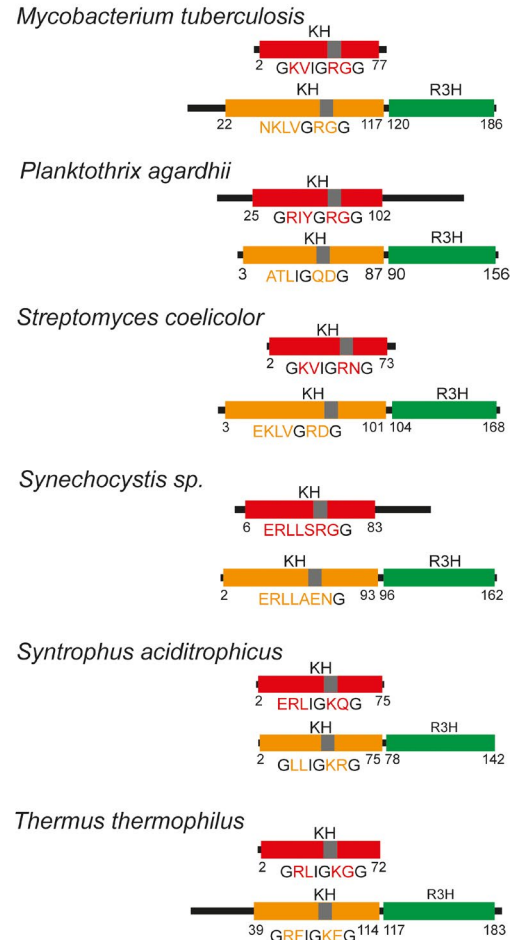 Mycobacterium tuberculosis
KH
2 GKVIGRGG 77
KH R3H
22 NKLVGRGG 117 120 186
Planktothrix agardhii
KH
25 GRIYGRGG 102
KH R3H
3 ATLIGQDG 87 90 156
Streptomyces coelicolor
KH
2 GKVIGRNG 73
KH R3H
3 EKLVGRDG 101 104 168
Synechocystis sp.
KH
6 ERLLSRGG 83
KH R3H
2 ERLLAENG 93 96 162
Syntrophus aciditrophicus
KH
2 ERLIGKQG 75
KH R3H
2 GLLIGKRG 75 78 142
Thermus thermophilus
KH
2 GRLIGKGG 72
KH R3H
39 114 117 183